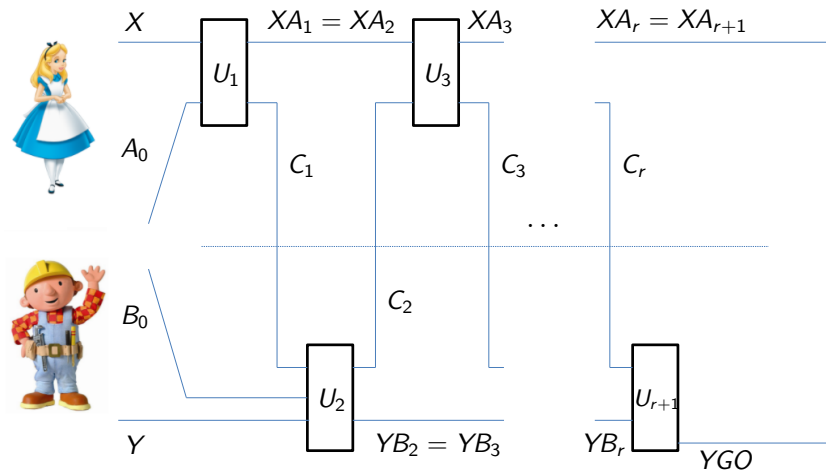 X
XA₁ = XA₂
XA₃
XAᵣ = XAᵣ₊₁
U₁
U₃
A₀
C₁
C₃
Cᵣ
. . .
B₀
C₂
U₂
Uᵣ₊₁
Y
YB₂ = YB₃
YBᵣ
YGO